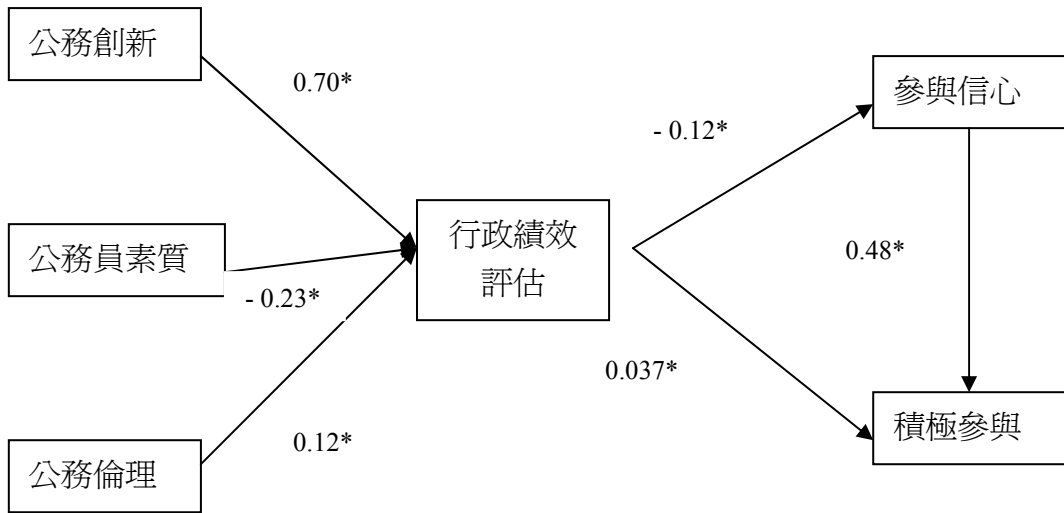 公務創新
0.70*
參與信心
- 0.12*
行政績效
評估
公務員素質
- 0.23*
0.48*
0.037*
積極參與
0.12*
公務倫理